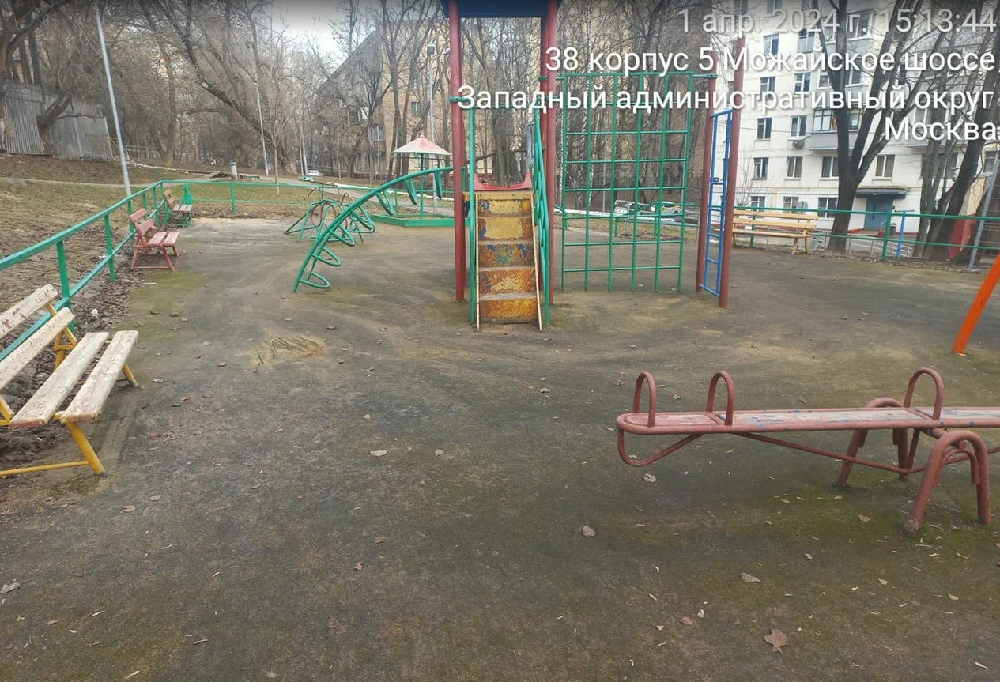 1 апр. 2024 г. 15:13:44
38 корпус 5 Можайское шоссе
Западный административный округ
Москва